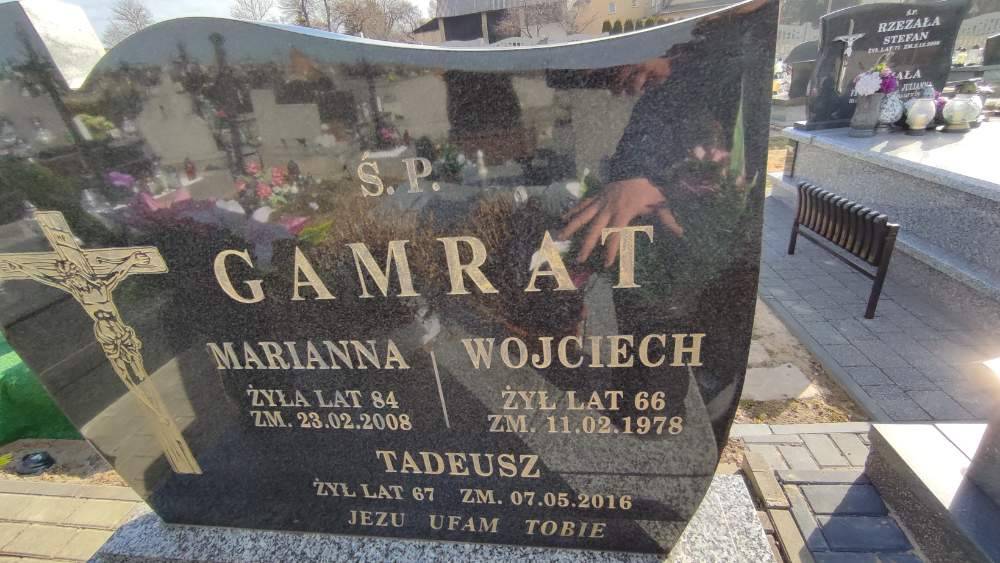 Ś.P.
GAMRAT
MARIANNA
ŻYŁA LAT 84
ZM. 23.02.2008
WOJCIECH
ŻYŁ LAT 66
ZM. 11.02.1978
TADEUSZ
ŻYŁ LAT 67 ZM. 07.05.2016
JEZU UFAM TOBIE
Ś.P.
RZEZAŁA
STEFAN